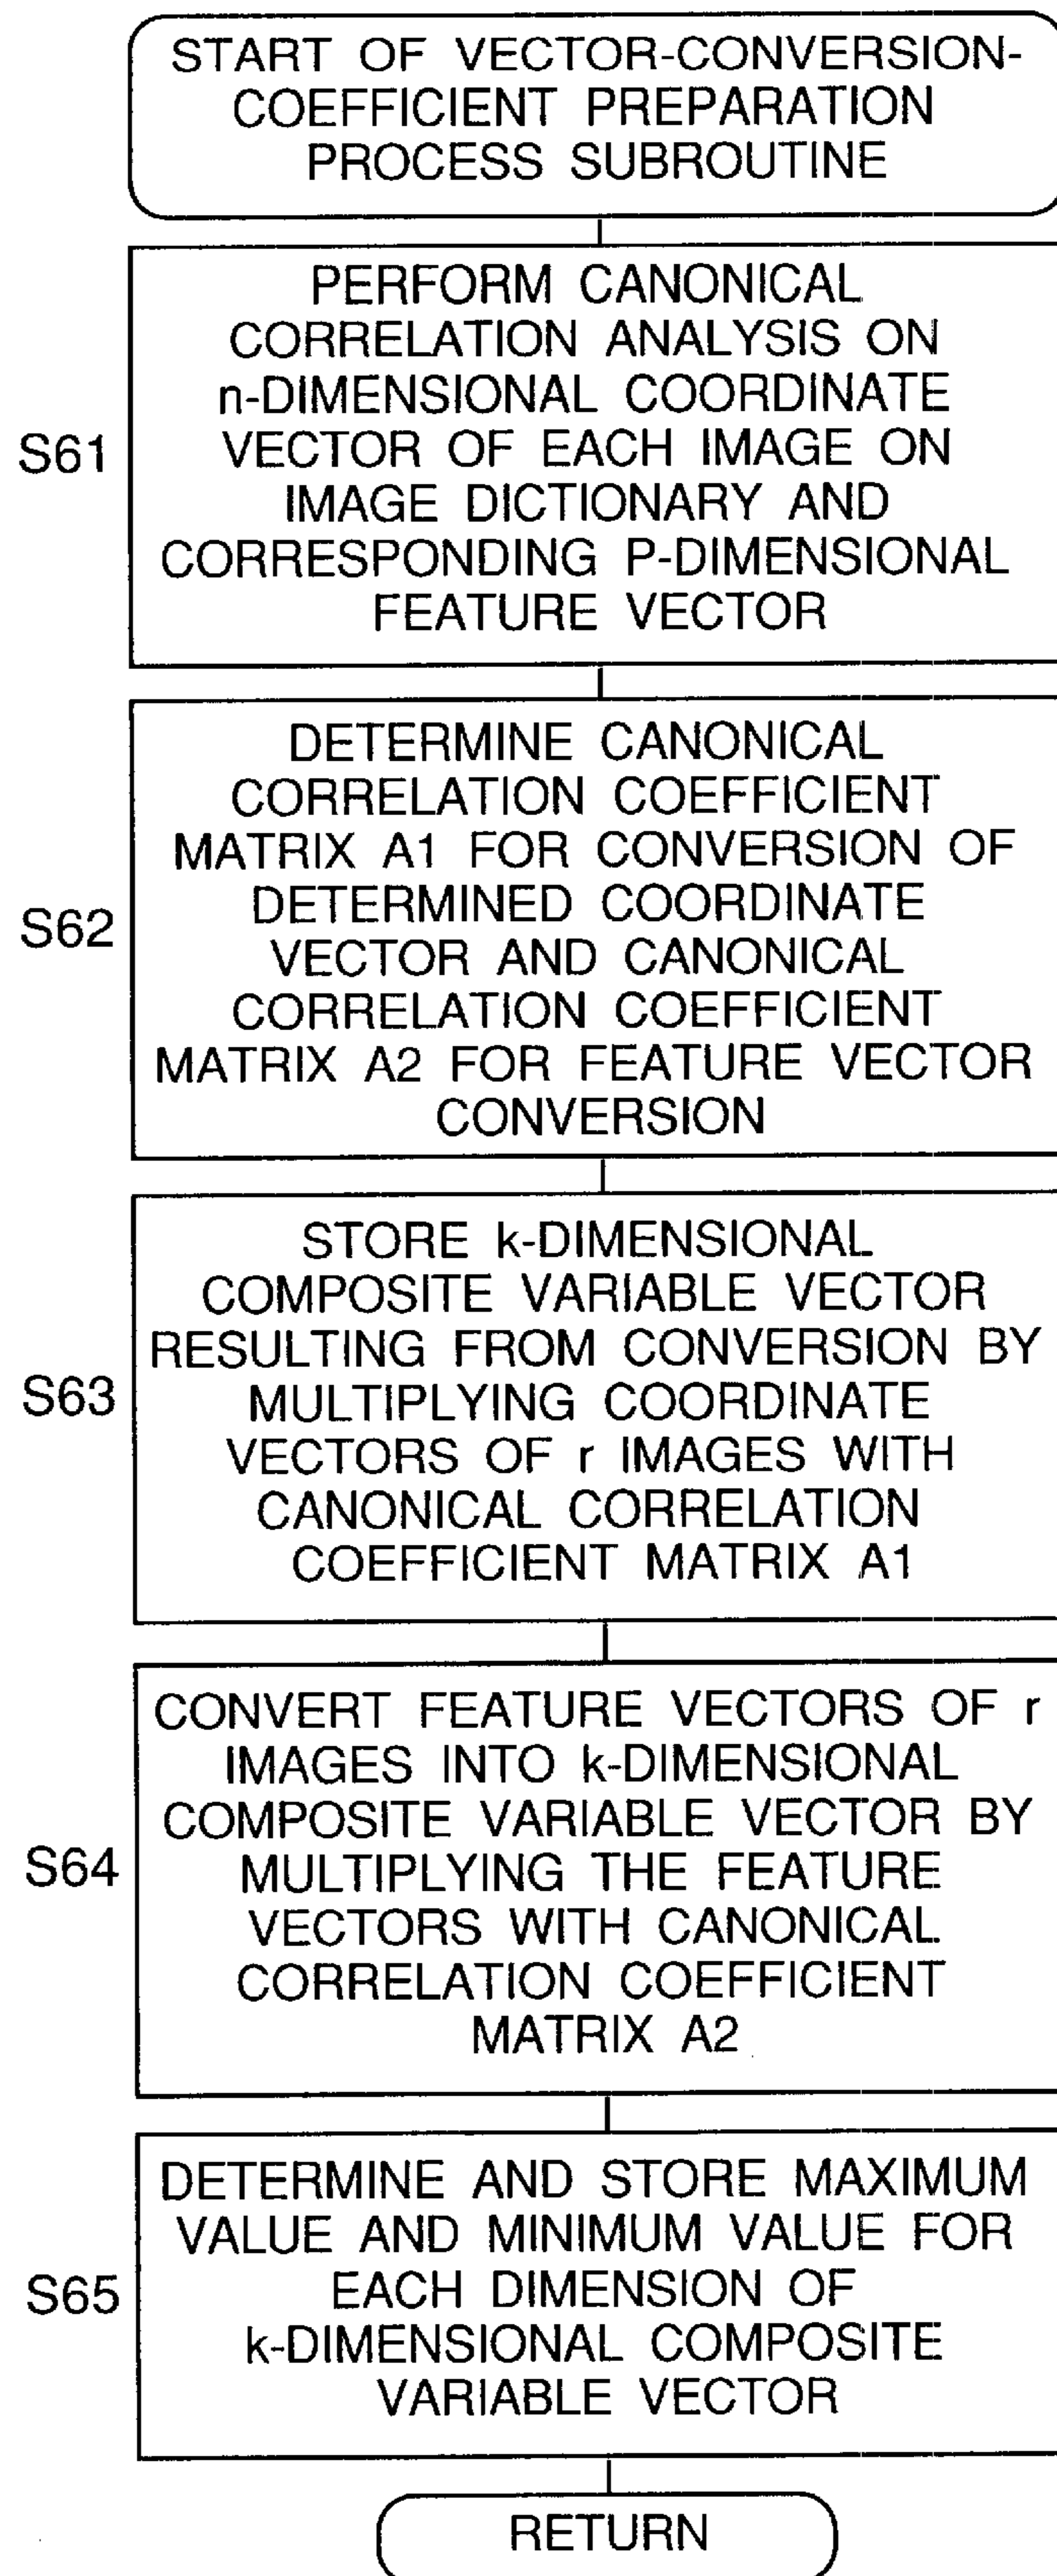 START OF VECTOR-CONVERSION-
COEFFICIENT PREPARATION
PROCESS SUBROUTINE
S61
PERFORM CANONICAL
CORRELATION ANALYSIS ON
n-DIMENSIONAL COORDINATE
VECTOR OF EACH IMAGE ON
IMAGE DICTIONARY AND
CORRESPONDING P-DIMENSIONAL
FEATURE VECTOR
S62
DETERMINE CANONICAL
CORRELATION COEFFICIENT
MATRIX A1 FOR CONVERSION OF
DETERMINED COORDINATE
VECTOR AND CANONICAL
CORRELATION COEFFICIENT
MATRIX A2 FOR FEATURE VECTOR
CONVERSION
S63
STORE k-DIMENSIONAL
COMPOSITE VARIABLE VECTOR
RESULTING FROM CONVERSION BY
MULTIPLYING COORDINATE
VECTORS OF r IMAGES WITH
CANONICAL CORRELATION
COEFFICIENT MATRIX A1
S64
CONVERT FEATURE VECTORS OF r
IMAGES INTO k-DIMENSIONAL
COMPOSITE VARIABLE VECTOR BY
MULTIPLYING THE FEATURE
VECTORS WITH CANONICAL
CORRELATION COEFFICIENT
MATRIX A2
S65
DETERMINE AND STORE MAXIMUM
VALUE AND MINIMUM VALUE FOR
EACH DIMENSION OF
k-DIMENSIONAL COMPOSITE
VARIABLE VECTOR
RETURN